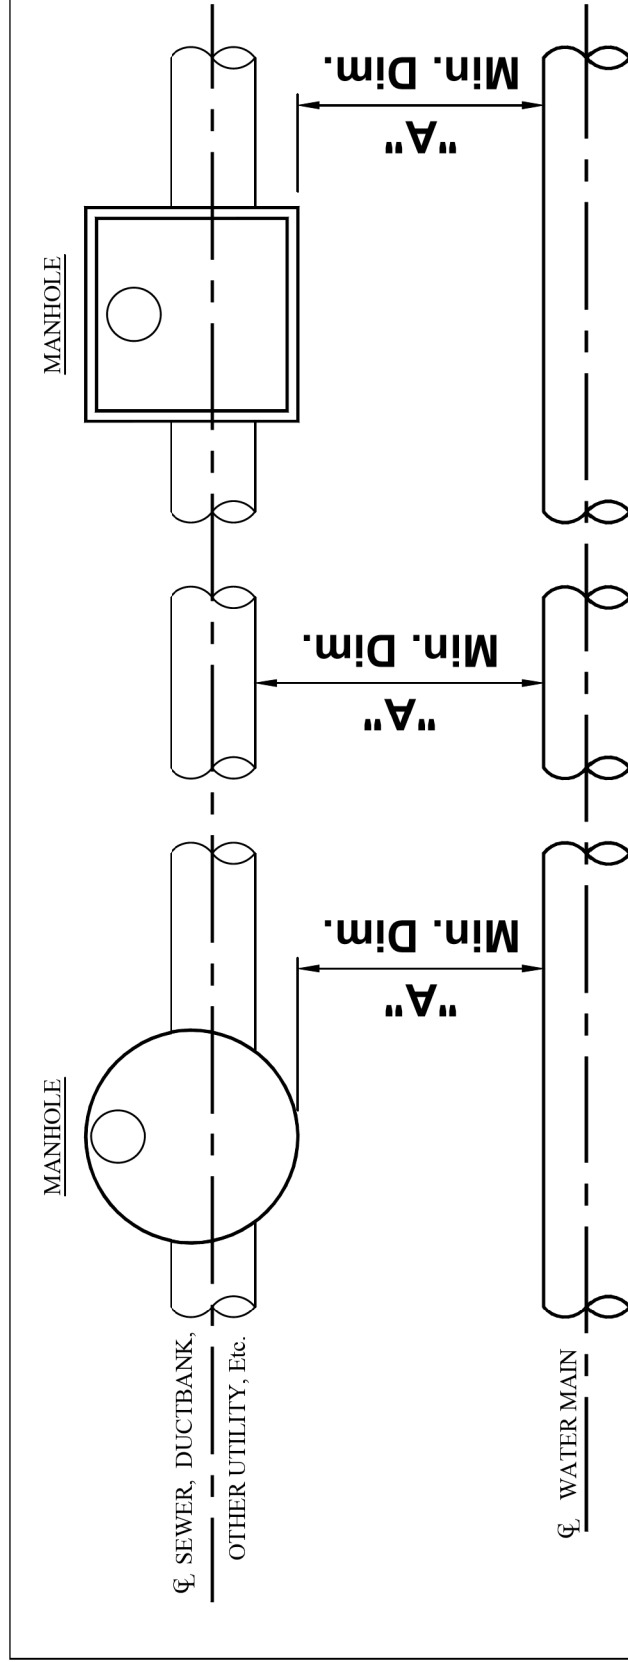 MANHOLE
MANHOLE
"A"
Min. Dim.
"A"
Min. Dim.
"A"
Min. Dim.
℄ SEWER, DUCTBANK,
OTHER UTILITY, Etc.
℄ WATER MAIN